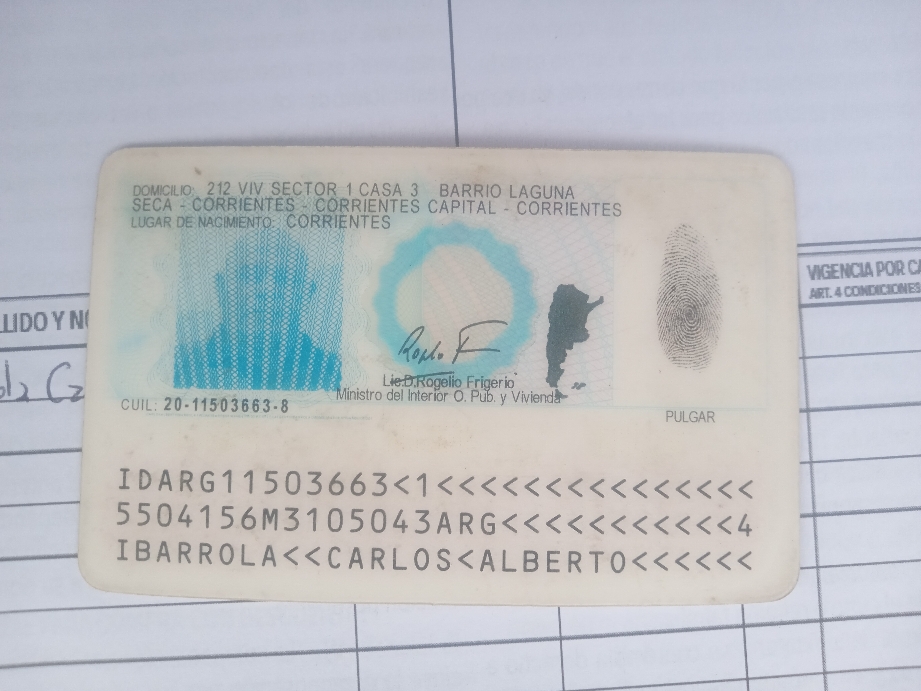 DOMICILIO: 212 VIV SECTOR 1 CASA 3 BARRIO LAGUNA
SECA - CORRIENTES - CORRIENTES CAPITAL - CORRIENTES
LUGAR DE NACIMIENTO: CORRIENTES
Lic.D.Rogelio Frigerio
Ministro del Interior O. Pub. y Vivienda
CUIL: 20-11503663-8
PULGAR
IDARG11503663<1<<<<<<<<<<<<<<<
5504156M3105043ARG<<<<<<<<<<<4
IBARROLA<<CARLOS<ALBERTO<<<<<<
VIGENCIA POR
ART. 4 CONDICIONES